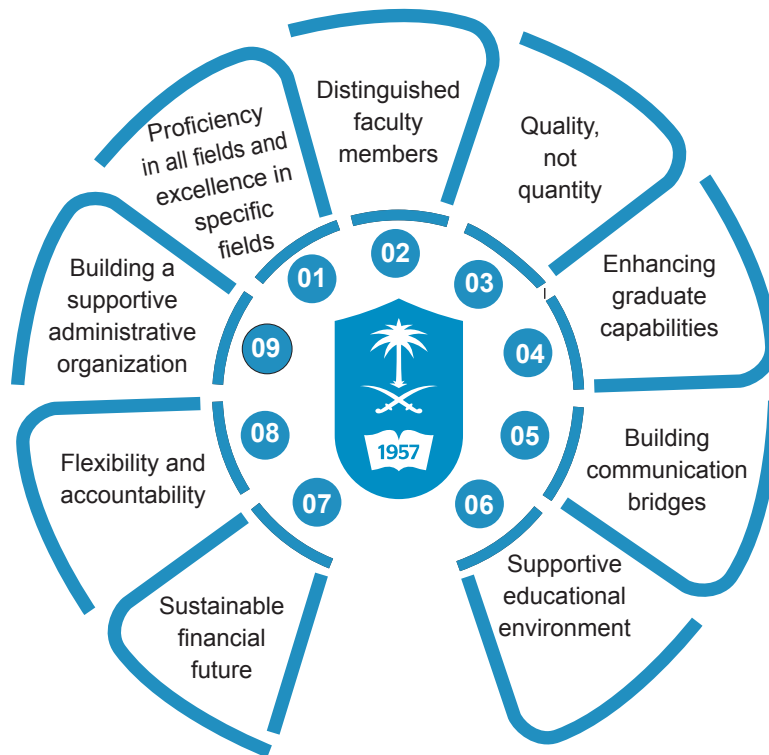 Proficiency
in all fields and
excellence in
specific
fields
01
Distinguished
faculty
members
02
Quality,
not
quantity
03
Enhancing
graduate
capabilities
04
Building
communication
bridges
05
Supportive
educational
environment
06
Sustainable
financial
future
07
Flexibility and
accountability
08
Building a
supportive
administrative
organization
09
1957